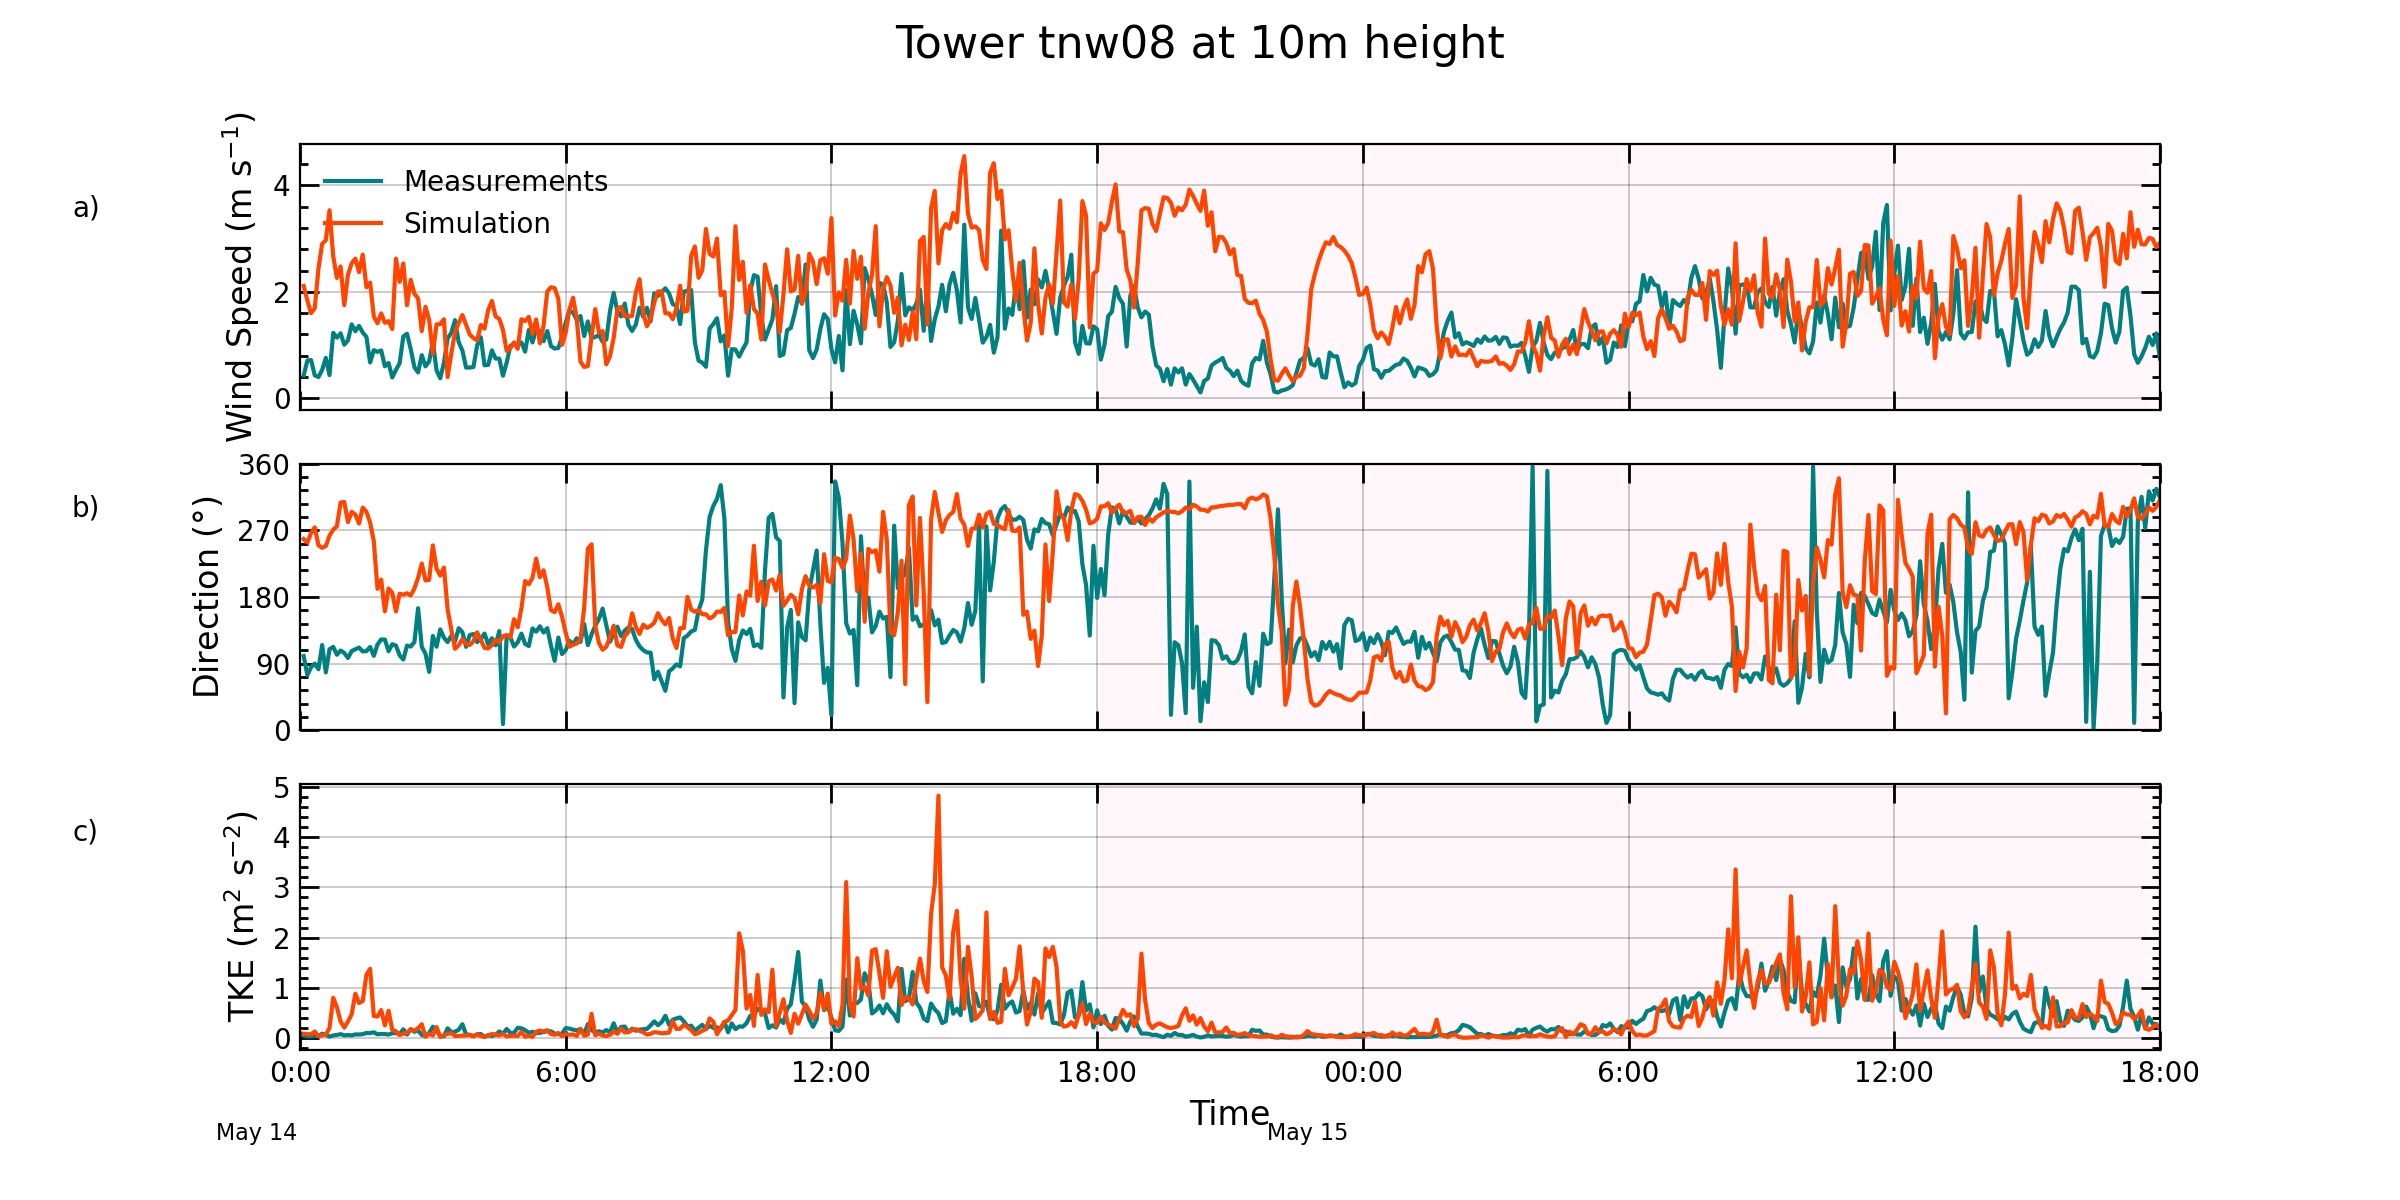 Tower tnw08 at 10m height
a)
Wind Speed (m s⁻¹)
4
2
0
Measurements
Simulation
b)
Direction (°)
360
270
180
90
0
c)
TKE (m² s⁻²)
5
4
3
2
1
0
0:00 6:00 12:00 18:00 00:00 6:00 12:00 18:00
Time
May 14 May 15